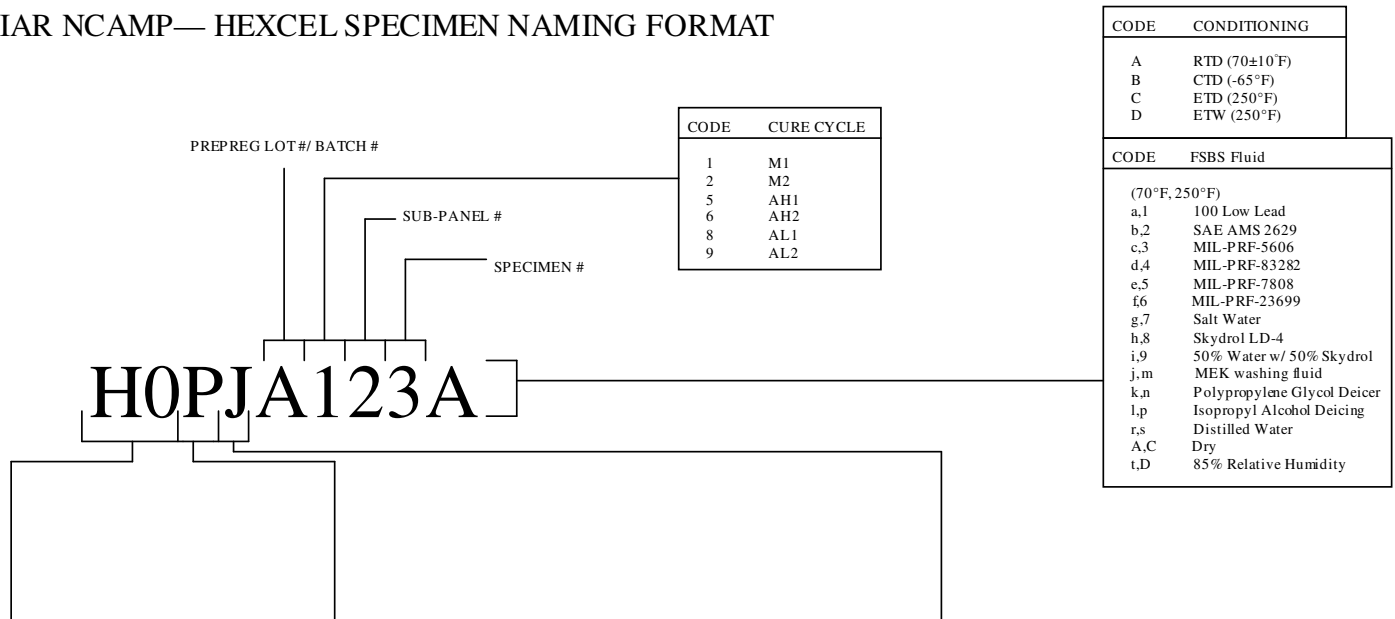 IAR NCAMP— HEXCEL SPECIMEN NAMING FORMAT
CODE CONDITIONING
A RTD (70±10°F)
B CTD (-65°F)
C ETD (250°F)
D ETW (250°F)
CODE FSBS Fluid
(70°F, 250°F)
a,1 100 Low Lead
b,2 SAE AMS 2629
c,3 MIL-PRF-5606
d,4 MIL-PRF-83282
e,5 MIL-PRF-7808
f,6 MIL-PRF-23699
g,7 Salt Water
h,8 Skydrol LD-4
i,9 50% Water w/ 50% Skydrol
j,m MEK washing fluid
k,n Polypropylene Glycol Deicer
l,p Isopropyl Alcohol Deicing
r,s Distilled Water
A,C Dry
t,D 85% Relative Humidity
CODE CURE CYCLE
1 M1
2 M2
5 AH1
6 AH2
8 AL1
9 AL2
PREPREG LOT #/ BATCH #
SUB-PANEL #
SPECIMEN #
H0PJA123A